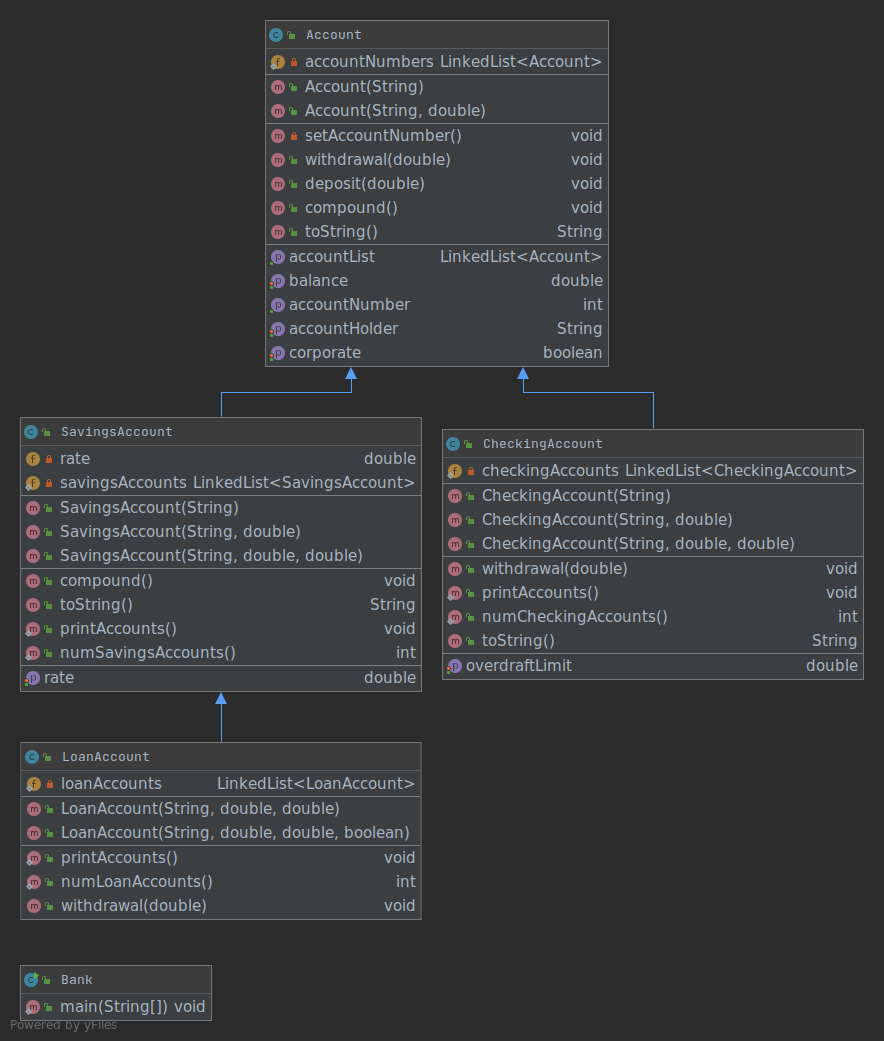 Account
accountNumbers LinkedList<Account>
Account(String)
Account(String, double)
setAccountNumber() void
withdrawal(double) void
deposit(double) void
compound() void
toString() String
accountList LinkedList<Account>
balance double
accountNumber int
accountHolder String
corporate boolean
SavingsAccount
rate double
savingsAccounts LinkedList<SavingsAccount>
SavingsAccount(String)
SavingsAccount(String, double)
SavingsAccount(String, double, double)
compound() void
toString() String
printAccounts() void
numSavingsAccounts() int
rate double
CheckingAccount
checkingAccounts LinkedList<CheckingAccount>
CheckingAccount(String)
CheckingAccount(String, double)
CheckingAccount(String, double, double)
withdrawal(double) void
printAccounts() void
numCheckingAccounts() int
toString() String
overdraftLimit double
LoanAccount
loanAccounts LinkedList<LoanAccount>
LoanAccount(String, double, double)
LoanAccount(String, double, double, boolean)
printAccounts() void
numLoanAccounts() int
withdrawal(double) void
Bank
main(String[]) void
Powered by yFiles